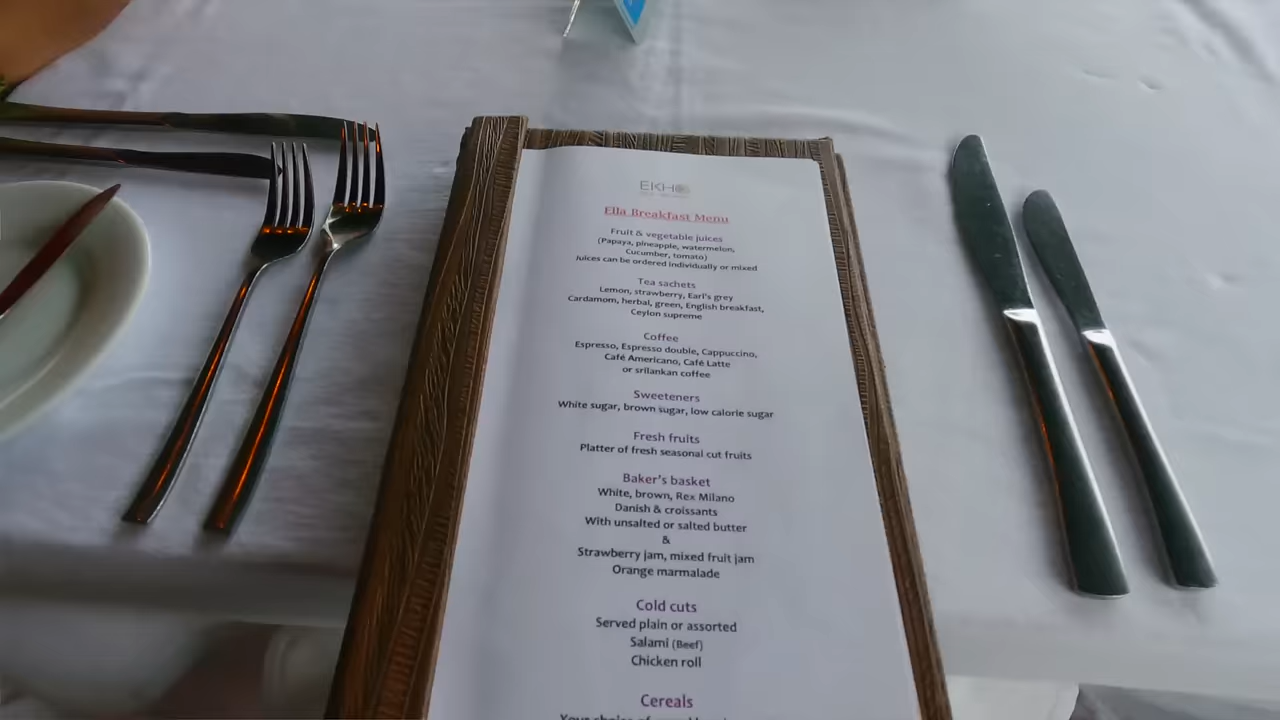 EKHO
Ella Breakfast Menu
Fruit & vegetable juices
(Papaya, pineapple, watermelon,
Cucumber, tomato)
Juices can be ordered individually or mixed
Tea sachets
Lemon, strawberry, Earl's grey
Cardamom, herbal, green, English breakfast,
Ceylon supreme
Coffee
Espresso, Espresso double, Cappuccino,
Café Americano, Café Latte
or srilankan coffee
Sweeteners
White sugar, brown sugar, low calorie sugar
Fresh fruits
Platter of fresh seasonal cut fruits
Baker's basket
White, brown, Rex Milano
Danish & croissants
With unsalted or salted butter
&
Strawberry jam, mixed fruit jam
Orange marmalade
Cold cuts
Served plain or assorted
Salami (Beef)
Chicken roll
Cereals
Your choice of